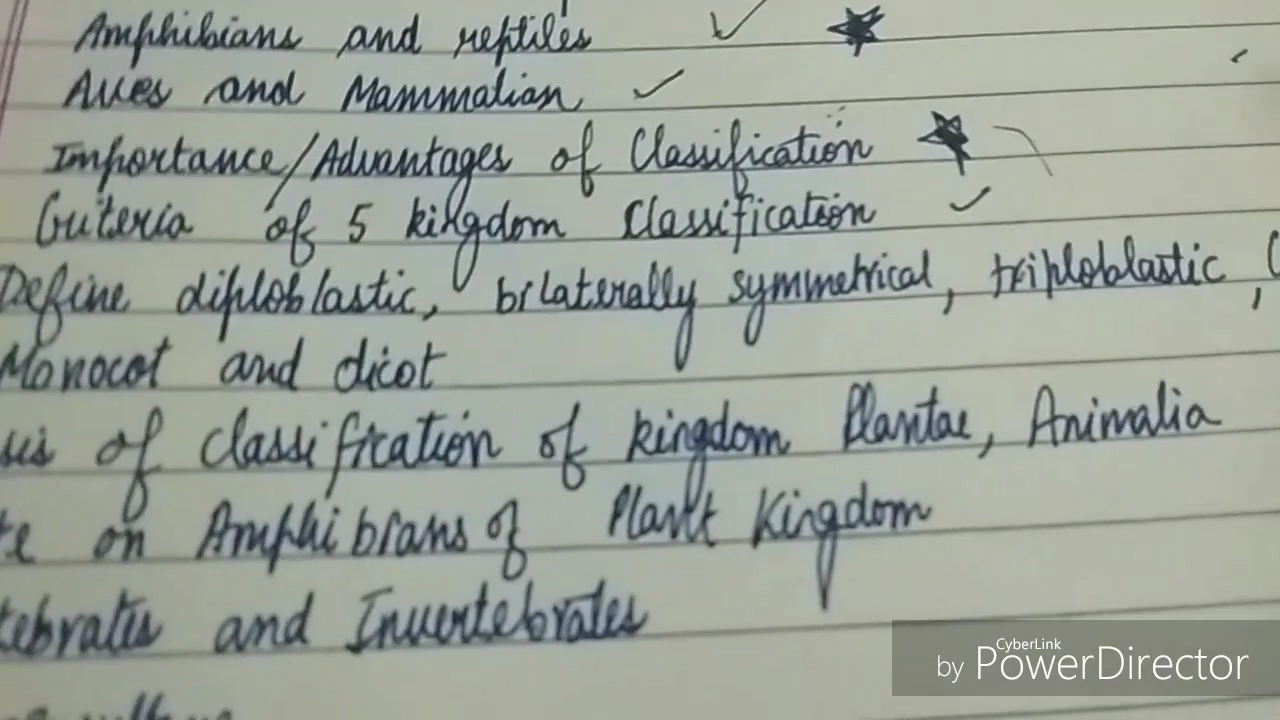 Amphibians and reptiles
Aves and Mammalian
Importance/Advantages of Classification
Criteria of 5 kingdom Classification
Define diploblastic, bilaterally symmetrical, triploblastic,
Monocot and dicot
of classification of kingdom Plantae, Animalia
on Amphibians of Plant Kingdom
tebrates and Invertebrates
CyberLink
by PowerDirector